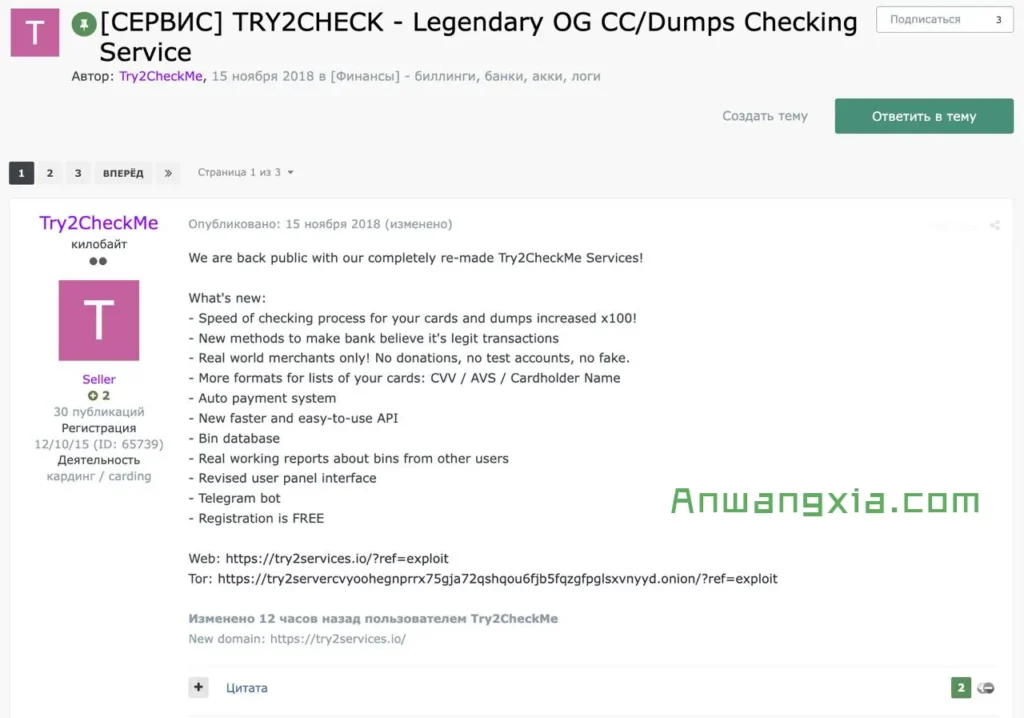 T
[СЕРВИС] TRY2CHECK - Legendary OG CC/Dumps Checking
Service
Подписаться 3
Автор: Try2CheckMe, 15 ноября 2018 в [Финансы] - биллинги, банки, акки, логи
Создать тему
Ответить в тему
1 2 3 ВПЕРЁД » Страница 1 из 3
Try2CheckMe
килобайт
T
Seller
2
30 публикаций
Регистрация
12/10/15 (ID: 65739)
Деятельность
кардинг / carding
Опубликовано: 15 ноября 2018 (изменено)
We are back public with our completely re-made Try2CheckMe Services!
What's new:
- Speed of checking process for your cards and dumps increased x100!
- New methods to make bank believe it's legit transactions
- Real world merchants only! No donations, no test accounts, no fake.
- More formats for lists of your cards: CVV / AVS / Cardholder Name
- Auto payment system
- New faster and easy-to-use API
- Bin database
- Real working reports about bins from other users
- Revised user panel interface
- Telegram bot
- Registration is FREE
Anwangxia.com
Web: https://try2services.io/?ref=exploit
Tor: https://try2servercvyoohegnprrx75gja72qshqou6fjb5fqzgfpglsxvnyyd.onion/?ref=exploit
Изменено 12 часов назад пользователем Try2CheckMe
New domain: https://try2services.io/
+ Цитата
2